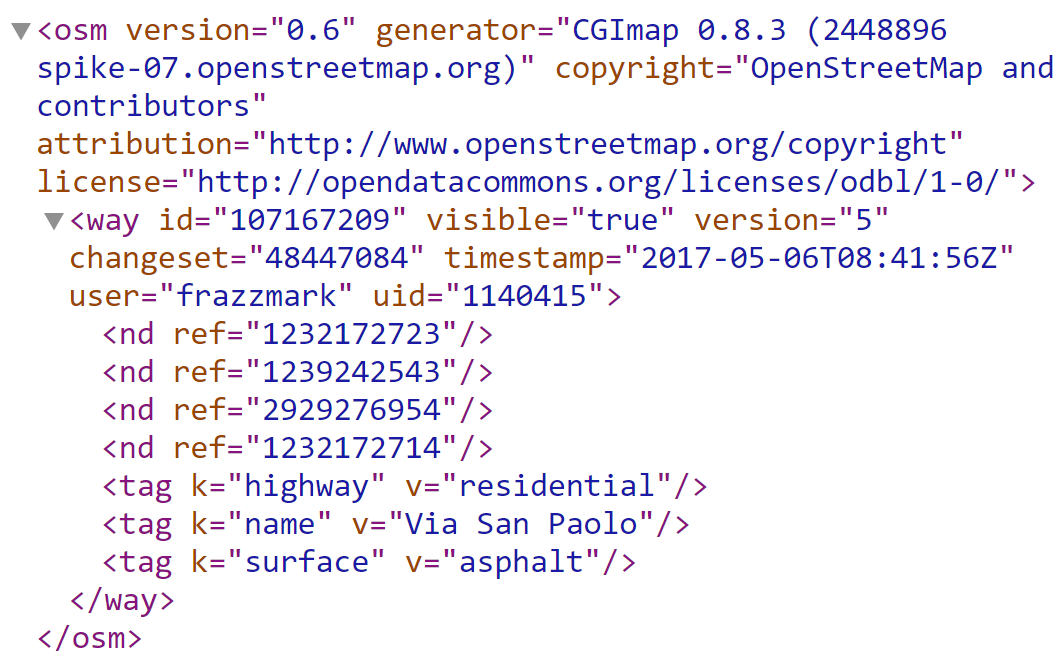 <osm version="0.6" generator="CGImap 0.8.3 (2448896
spike-07.openstreetmap.org)" copyright="OpenStreetMap and
contributors"
attribution="http://www.openstreetmap.org/copyright"
license="http://opendatacommons.org/licenses/odbl/1-0/">
<way id="107167209" visible="true" version="5"
changeset="48447084" timestamp="2017-05-06T08:41:56Z"
user="frazzmark" uid="1140415">
<nd ref="1232172723"/>
<nd ref="1239242543"/>
<nd ref="2929276954"/>
<nd ref="1232172714"/>
<tag k="highway" v="residential"/>
<tag k="name" v="Via San Paolo"/>
<tag k="surface" v="asphalt"/>
</way>
</osm>